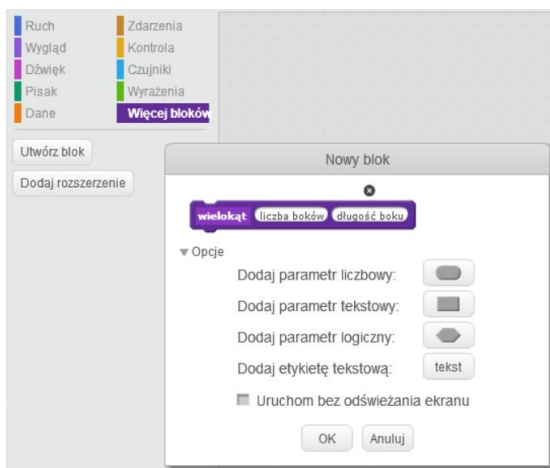 Ruch Zdarzenia
Wygląd Kontrola
Dźwięk Czujniki
Pisak Wyrażenia
Dane Więcej bloków
Utwórz blok
Dodaj rozszerzenie
Nowy blok
wielokąt liczba boków długość boku
Opcje
Dodaj parametr liczbowy:
Dodaj parametr tekstowy:
Dodaj parametr logiczny:
Dodaj etykietę tekstową: tekst
Uruchom bez odświeżania ekranu
OK Anuluj